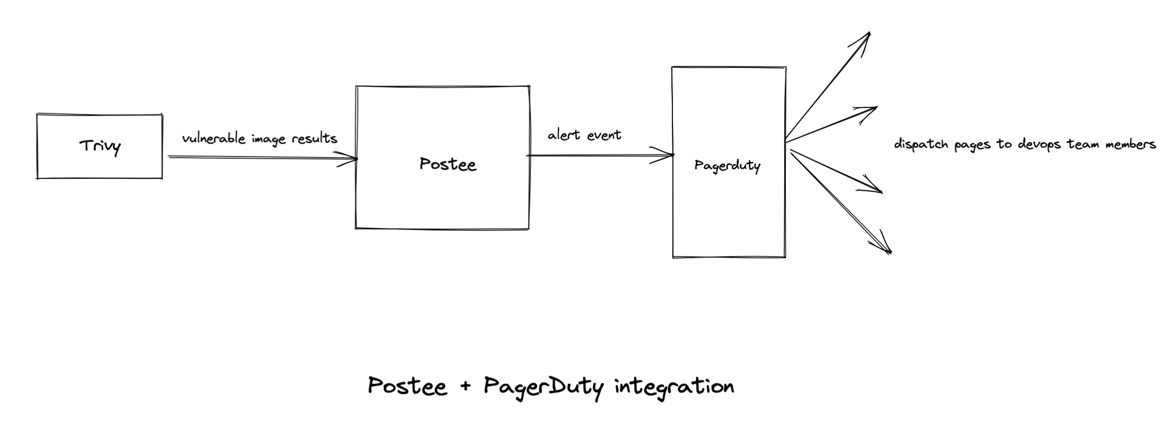 Trivy
vulnerable image results
Postee
alert event
Pagerduty
dispatch pages to devops team members
Postee + PagerDuty integration